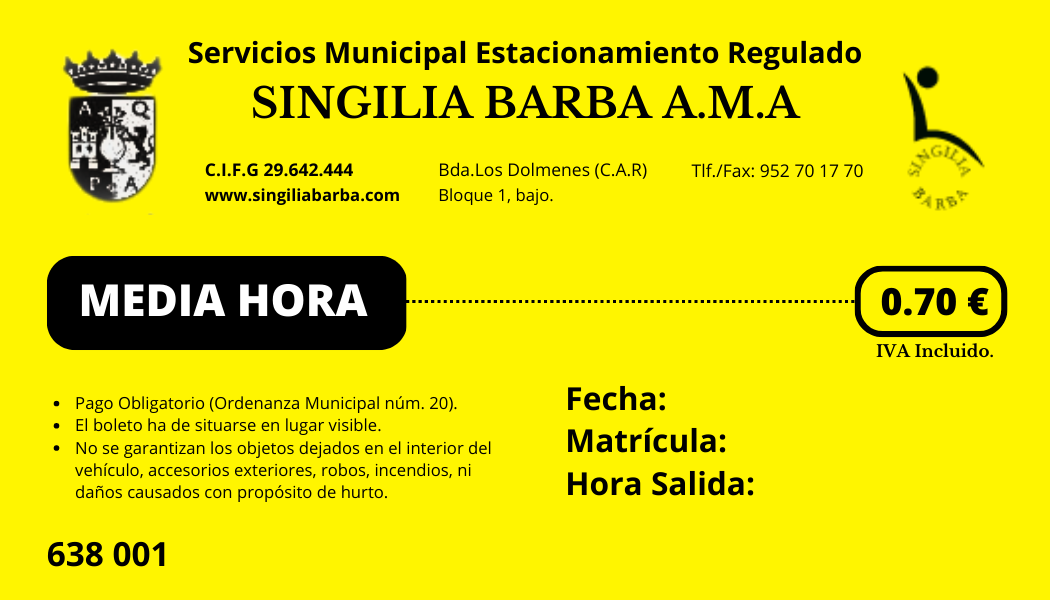 Servicios Municipal Estacionamiento Regulado
SINGILIA BARBA A.M.A
A Q
P A
SINGILIA
BARBA
C.I.F.G 29.642.444
www.singiliabarba.com
Bda.Los Dolmenes (C.A.R)
Bloque 1, bajo.
Tlf./Fax: 952 70 17 70
MEDIA HORA
0.70 €
IVA Incluido.
• Pago Obligatorio (Ordenanza Municipal núm. 20).
• El boleto ha de situarse en lugar visible.
• No se garantizan los objetos dejados en el interior del
vehículo, accesorios exteriores, robos, incendios, ni
daños causados con propósito de hurto.
Fecha:
Matrícula:
Hora Salida:
638 001